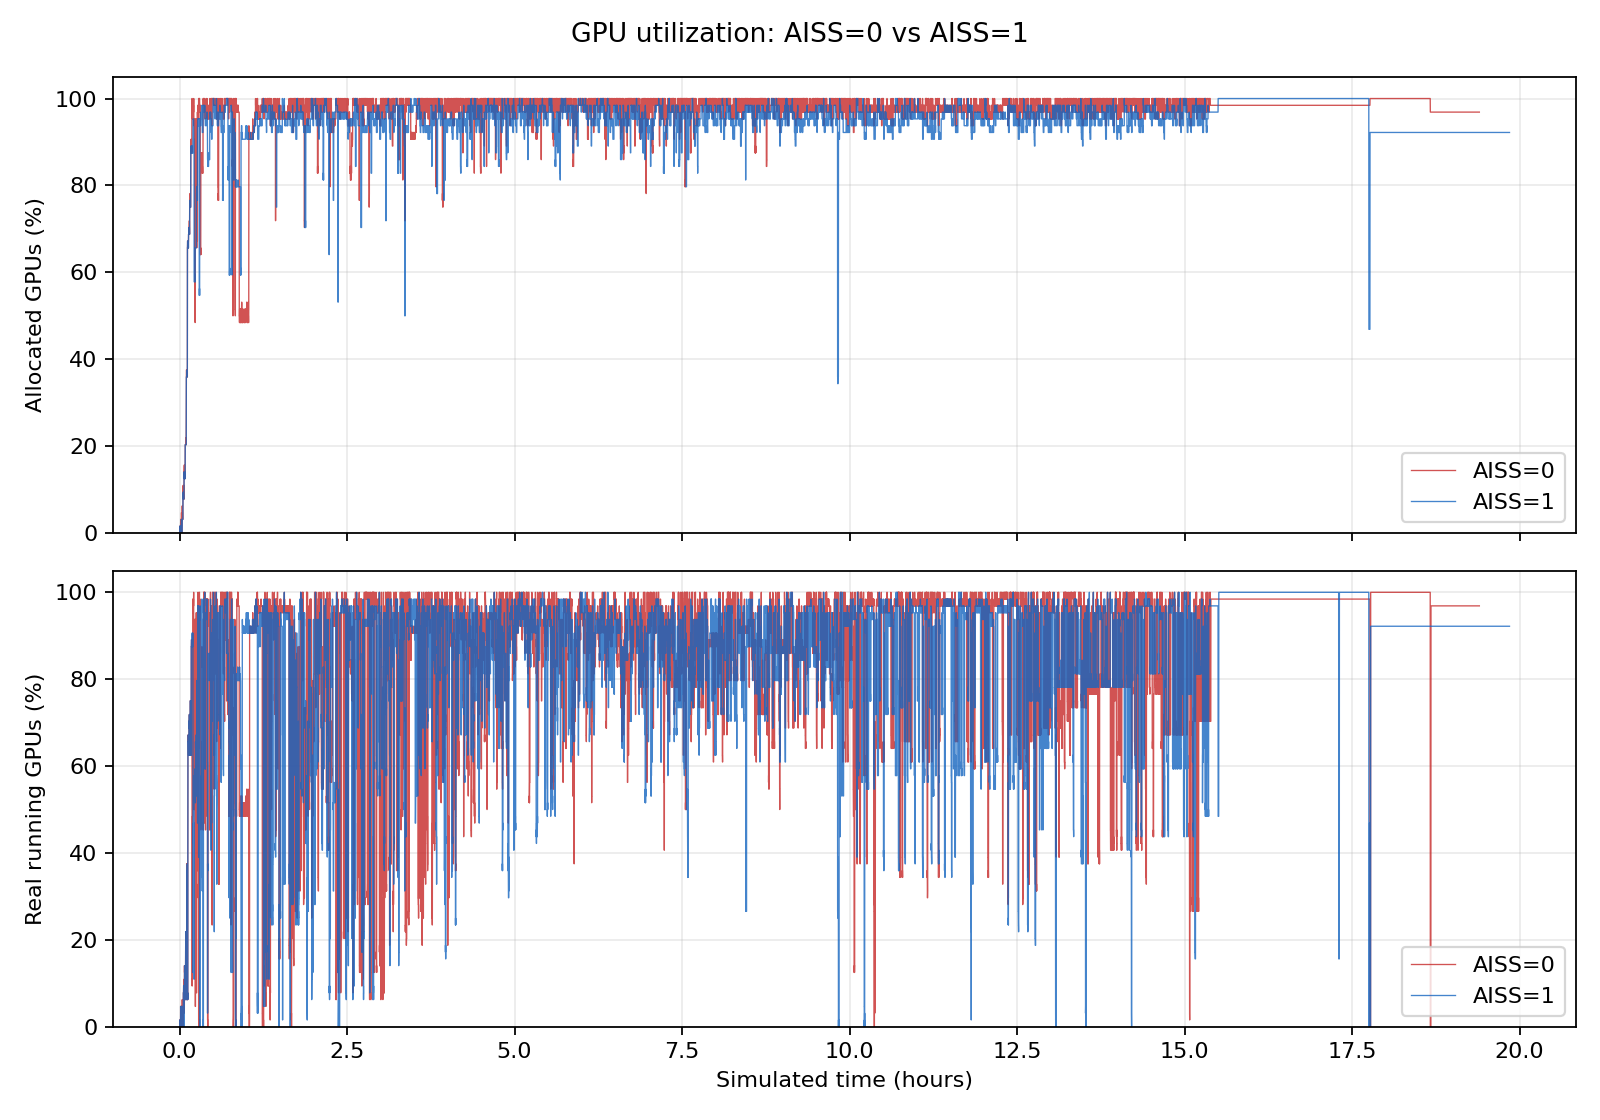 GPU utilization: AISS=0 vs AISS=1
100
80
60
40
20
0
Allocated GPUs (%)
AISS=0
AISS=1
100
80
60
40
20
0
Real running GPUs (%)
AISS=0
AISS=1
0.0 2.5 5.0 7.5 10.0 12.5 15.0 17.5 20.0
Simulated time (hours)